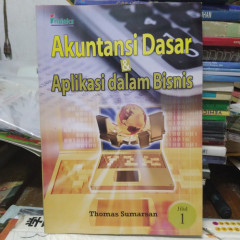 Akuntansi Dasar
&
Aplikasi dalam Bisnis
Thomas Sumarsan
Jilid
1